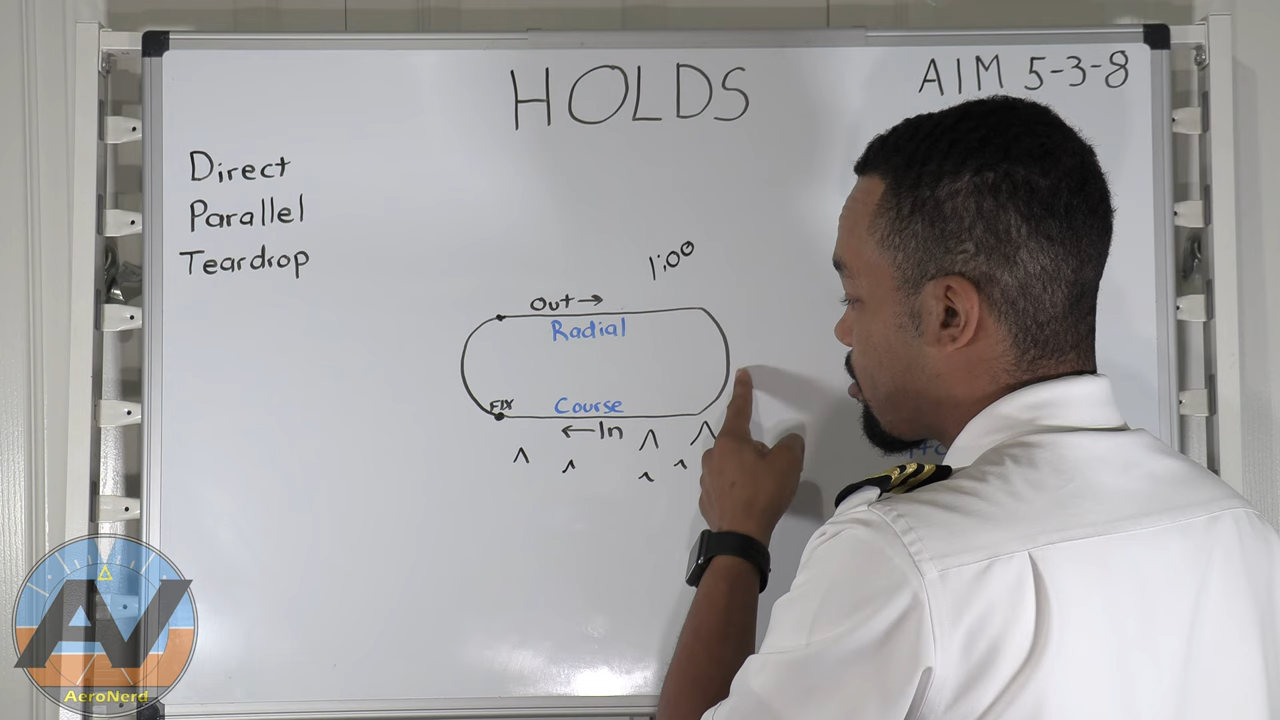 HOLDS
AIM 5-3-8
Direct
Parallel
Teardrop
1:00
Out →
Radial
FIX
Course
← In
AeroNerd